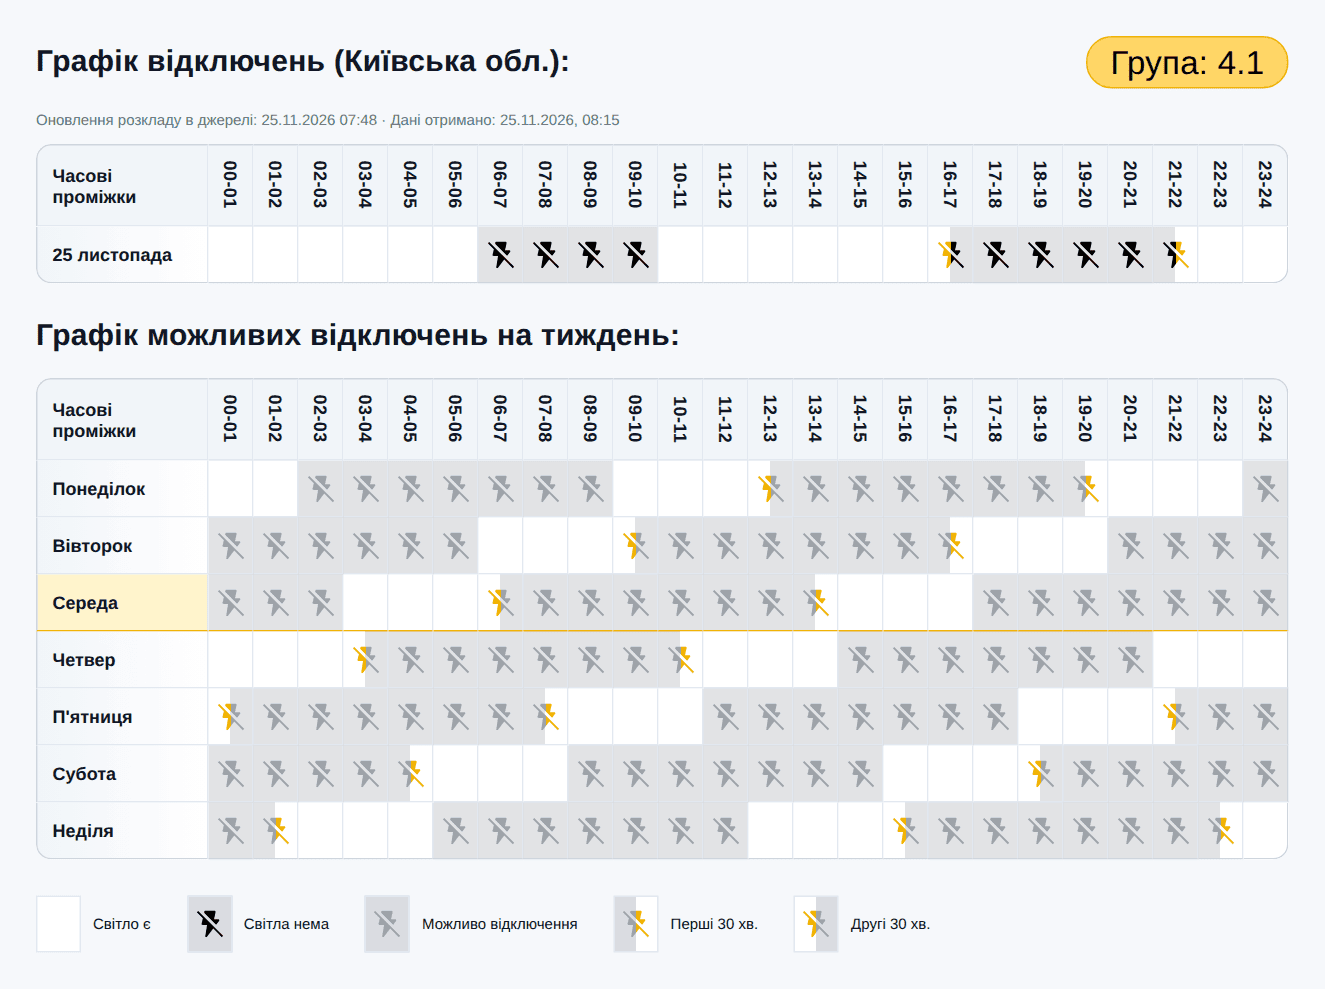 Графік відключень (Київська обл.):
Група: 4.1
Оновлення розкладу в джерелі: 25.11.2026 07:48 · Дані отримано: 25.11.2026, 08:15
Часові проміжки 00-01 01-02 02-03 03-04 04-05 05-06 06-07 07-08 08-09 09-10 10-11 11-12 12-13 13-14 14-15 15-16 16-17 17-18 18-19 19-20 20-21 21-22 22-23 23-24
25 листопада
Графік можливих відключень на тиждень:
Часові проміжки 00-01 01-02 02-03 03-04 04-05 05-06 06-07 07-08 08-09 09-10 10-11 11-12 12-13 13-14 14-15 15-16 16-17 17-18 18-19 19-20 20-21 21-22 22-23 23-24
Понеділок
Вівторок
Середа
Четвер
П'ятниця
Субота
Неділя
Світло є Світла нема Можливо відключення Перші 30 хв. Другі 30 хв.